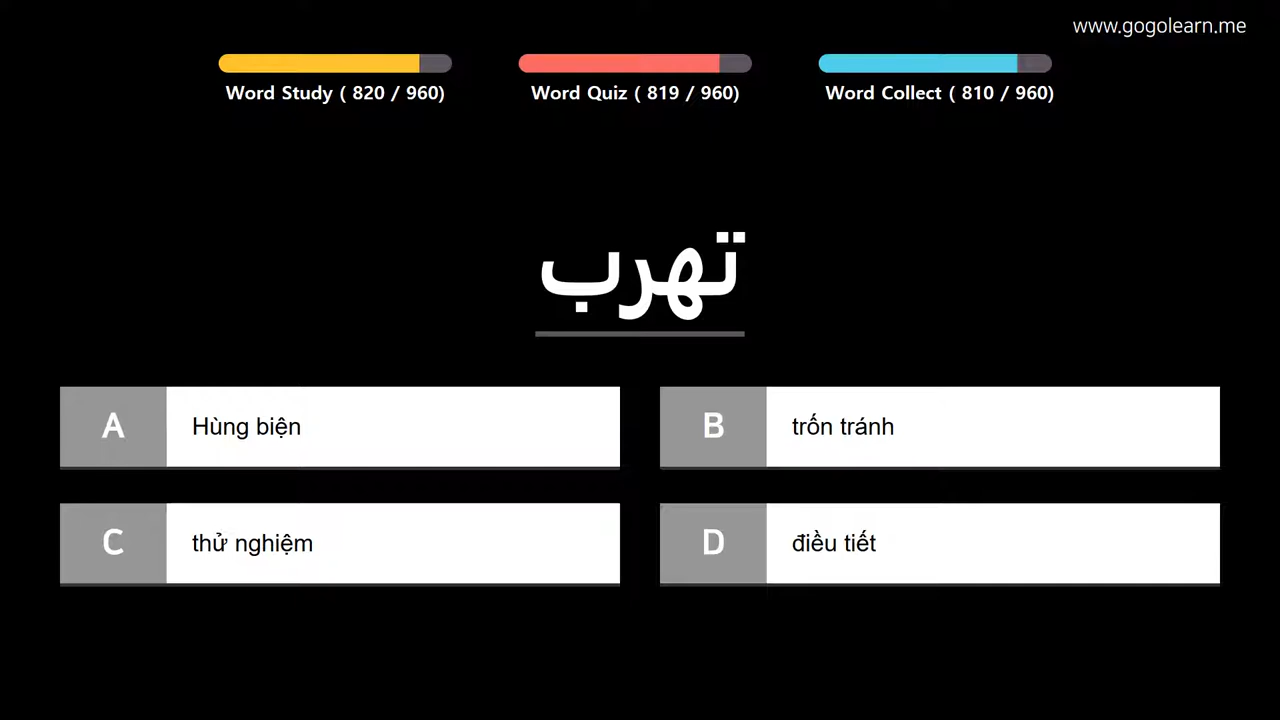 www.gogolearn.me
Word Study ( 820 / 960)
Word Quiz ( 819 / 960)
Word Collect ( 810 / 960)
تهرب
A Hùng biện
B trốn tránh
C thử nghiệm
D điều tiết